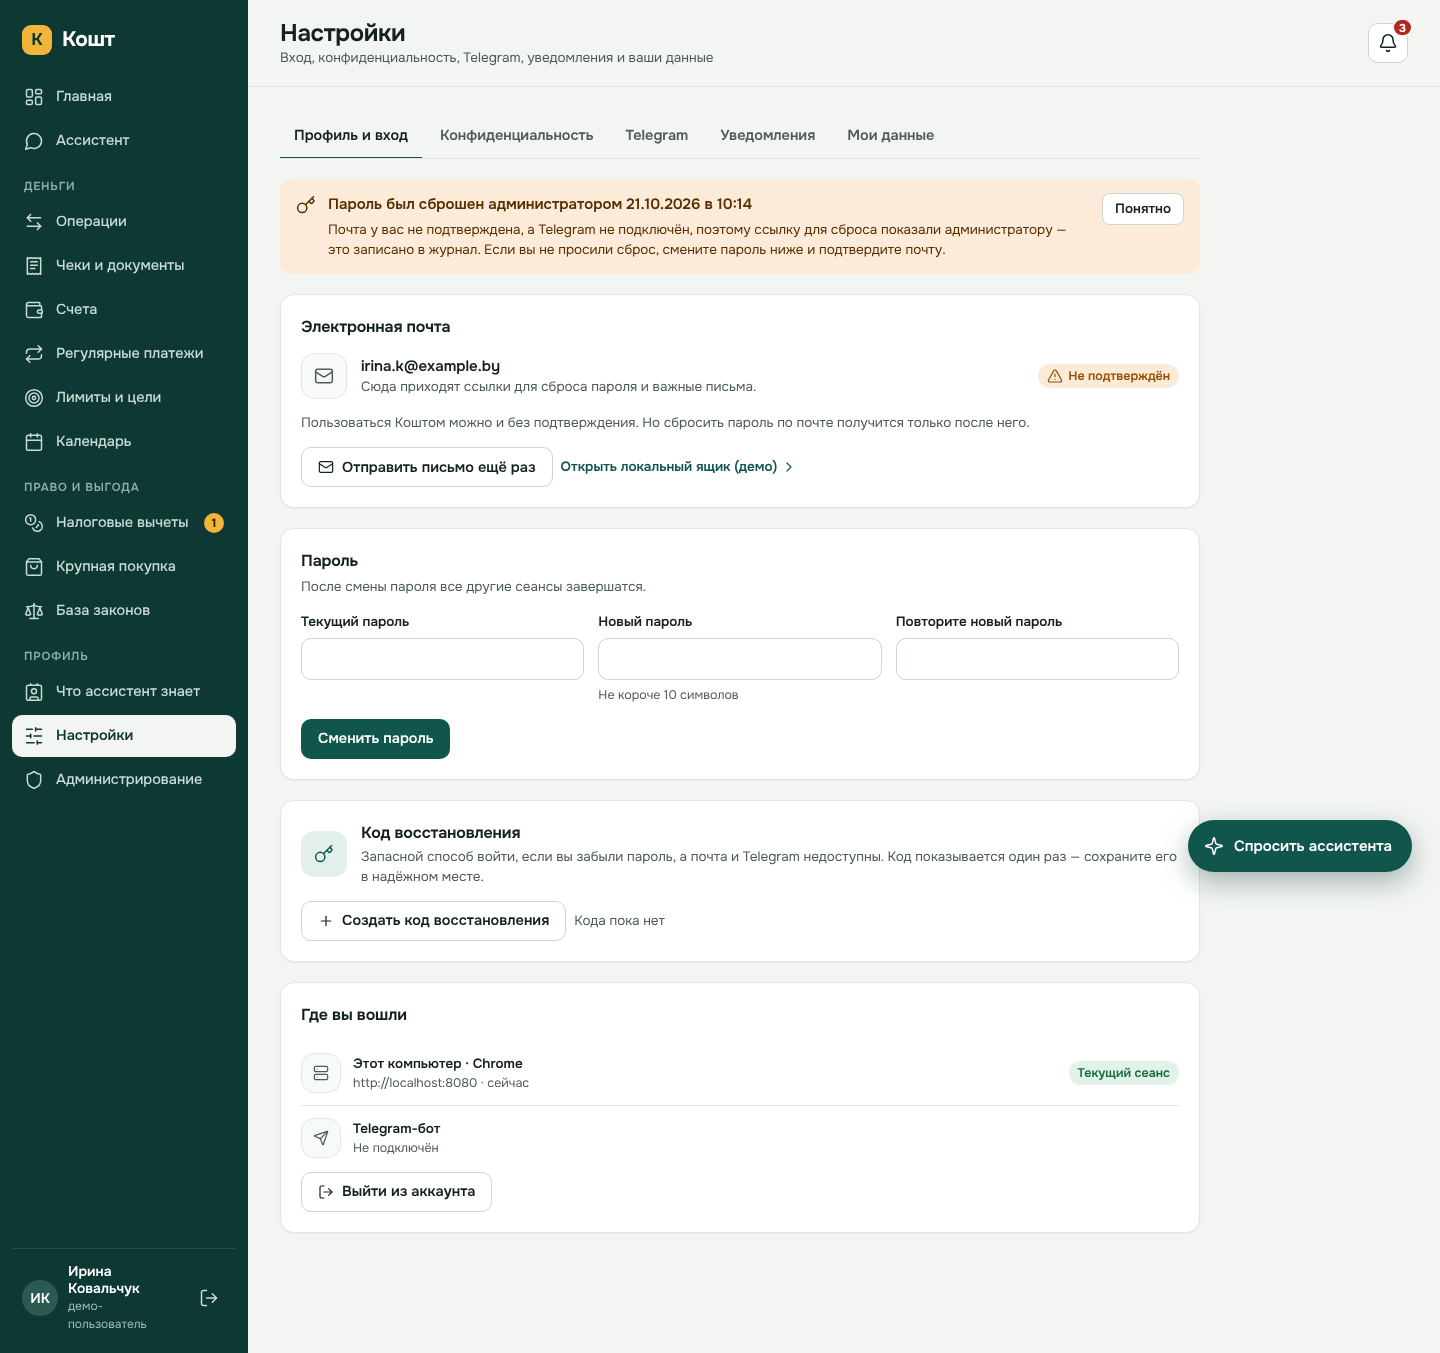 К Кошт
Главная
Ассистент
ДЕНЬГИ
Операции
Чеки и документы
Счета
Регулярные платежи
Лимиты и цели
Календарь
ПРАВО И ВЫГОДА
Налоговые вычеты 1
Крупная покупка
База законов
ПРОФИЛЬ
Что ассистент знает
Настройки
Администрирование
ИК
Ирина
Ковальчук
демо-
пользователь
Настройки
Вход, конфиденциальность, Telegram, уведомления и ваши данные
3
Профиль и вход Конфиденциальность Telegram Уведомления Мои данные
Пароль был сброшен администратором 21.10.2026 в 10:14
Почта у вас не подтверждена, а Telegram не подключён, поэтому ссылку для сброса показали администратору —
это записано в журнал. Если вы не просили сброс, смените пароль ниже и подтвердите почту.
Понятно
Электронная почта
irina.k@example.by
Сюда приходят ссылки для сброса пароля и важные письма.
Не подтверждён
Пользоваться Коштом можно и без подтверждения. Но сбросить пароль по почте получится только после него.
Отправить письмо ещё раз Открыть локальный ящик (демо)
Пароль
После смены пароля все другие сеансы завершатся.
Текущий пароль Новый пароль Повторите новый пароль
Не короче 10 символов
Сменить пароль
Код восстановления
Запасной способ войти, если вы забыли пароль, а почта и Telegram недоступны. Код показывается один раз — сохраните его
в надёжном месте.
Создать код восстановления Кода пока нет
Спросить ассистента
Где вы вошли
Этот компьютер · Chrome
http://localhost:8080 · сейчас
Текущий сеанс
Telegram-бот
Не подключён
Выйти из аккаунта